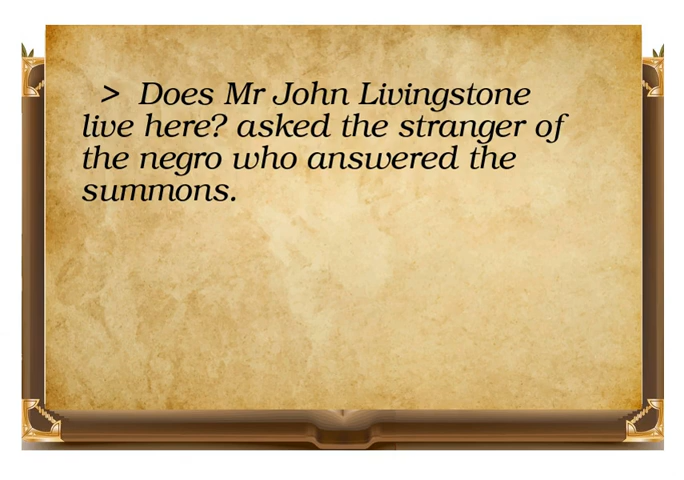 > Does Mr John Livingstone
live here? asked the stranger of
the negro who answered the
summons.